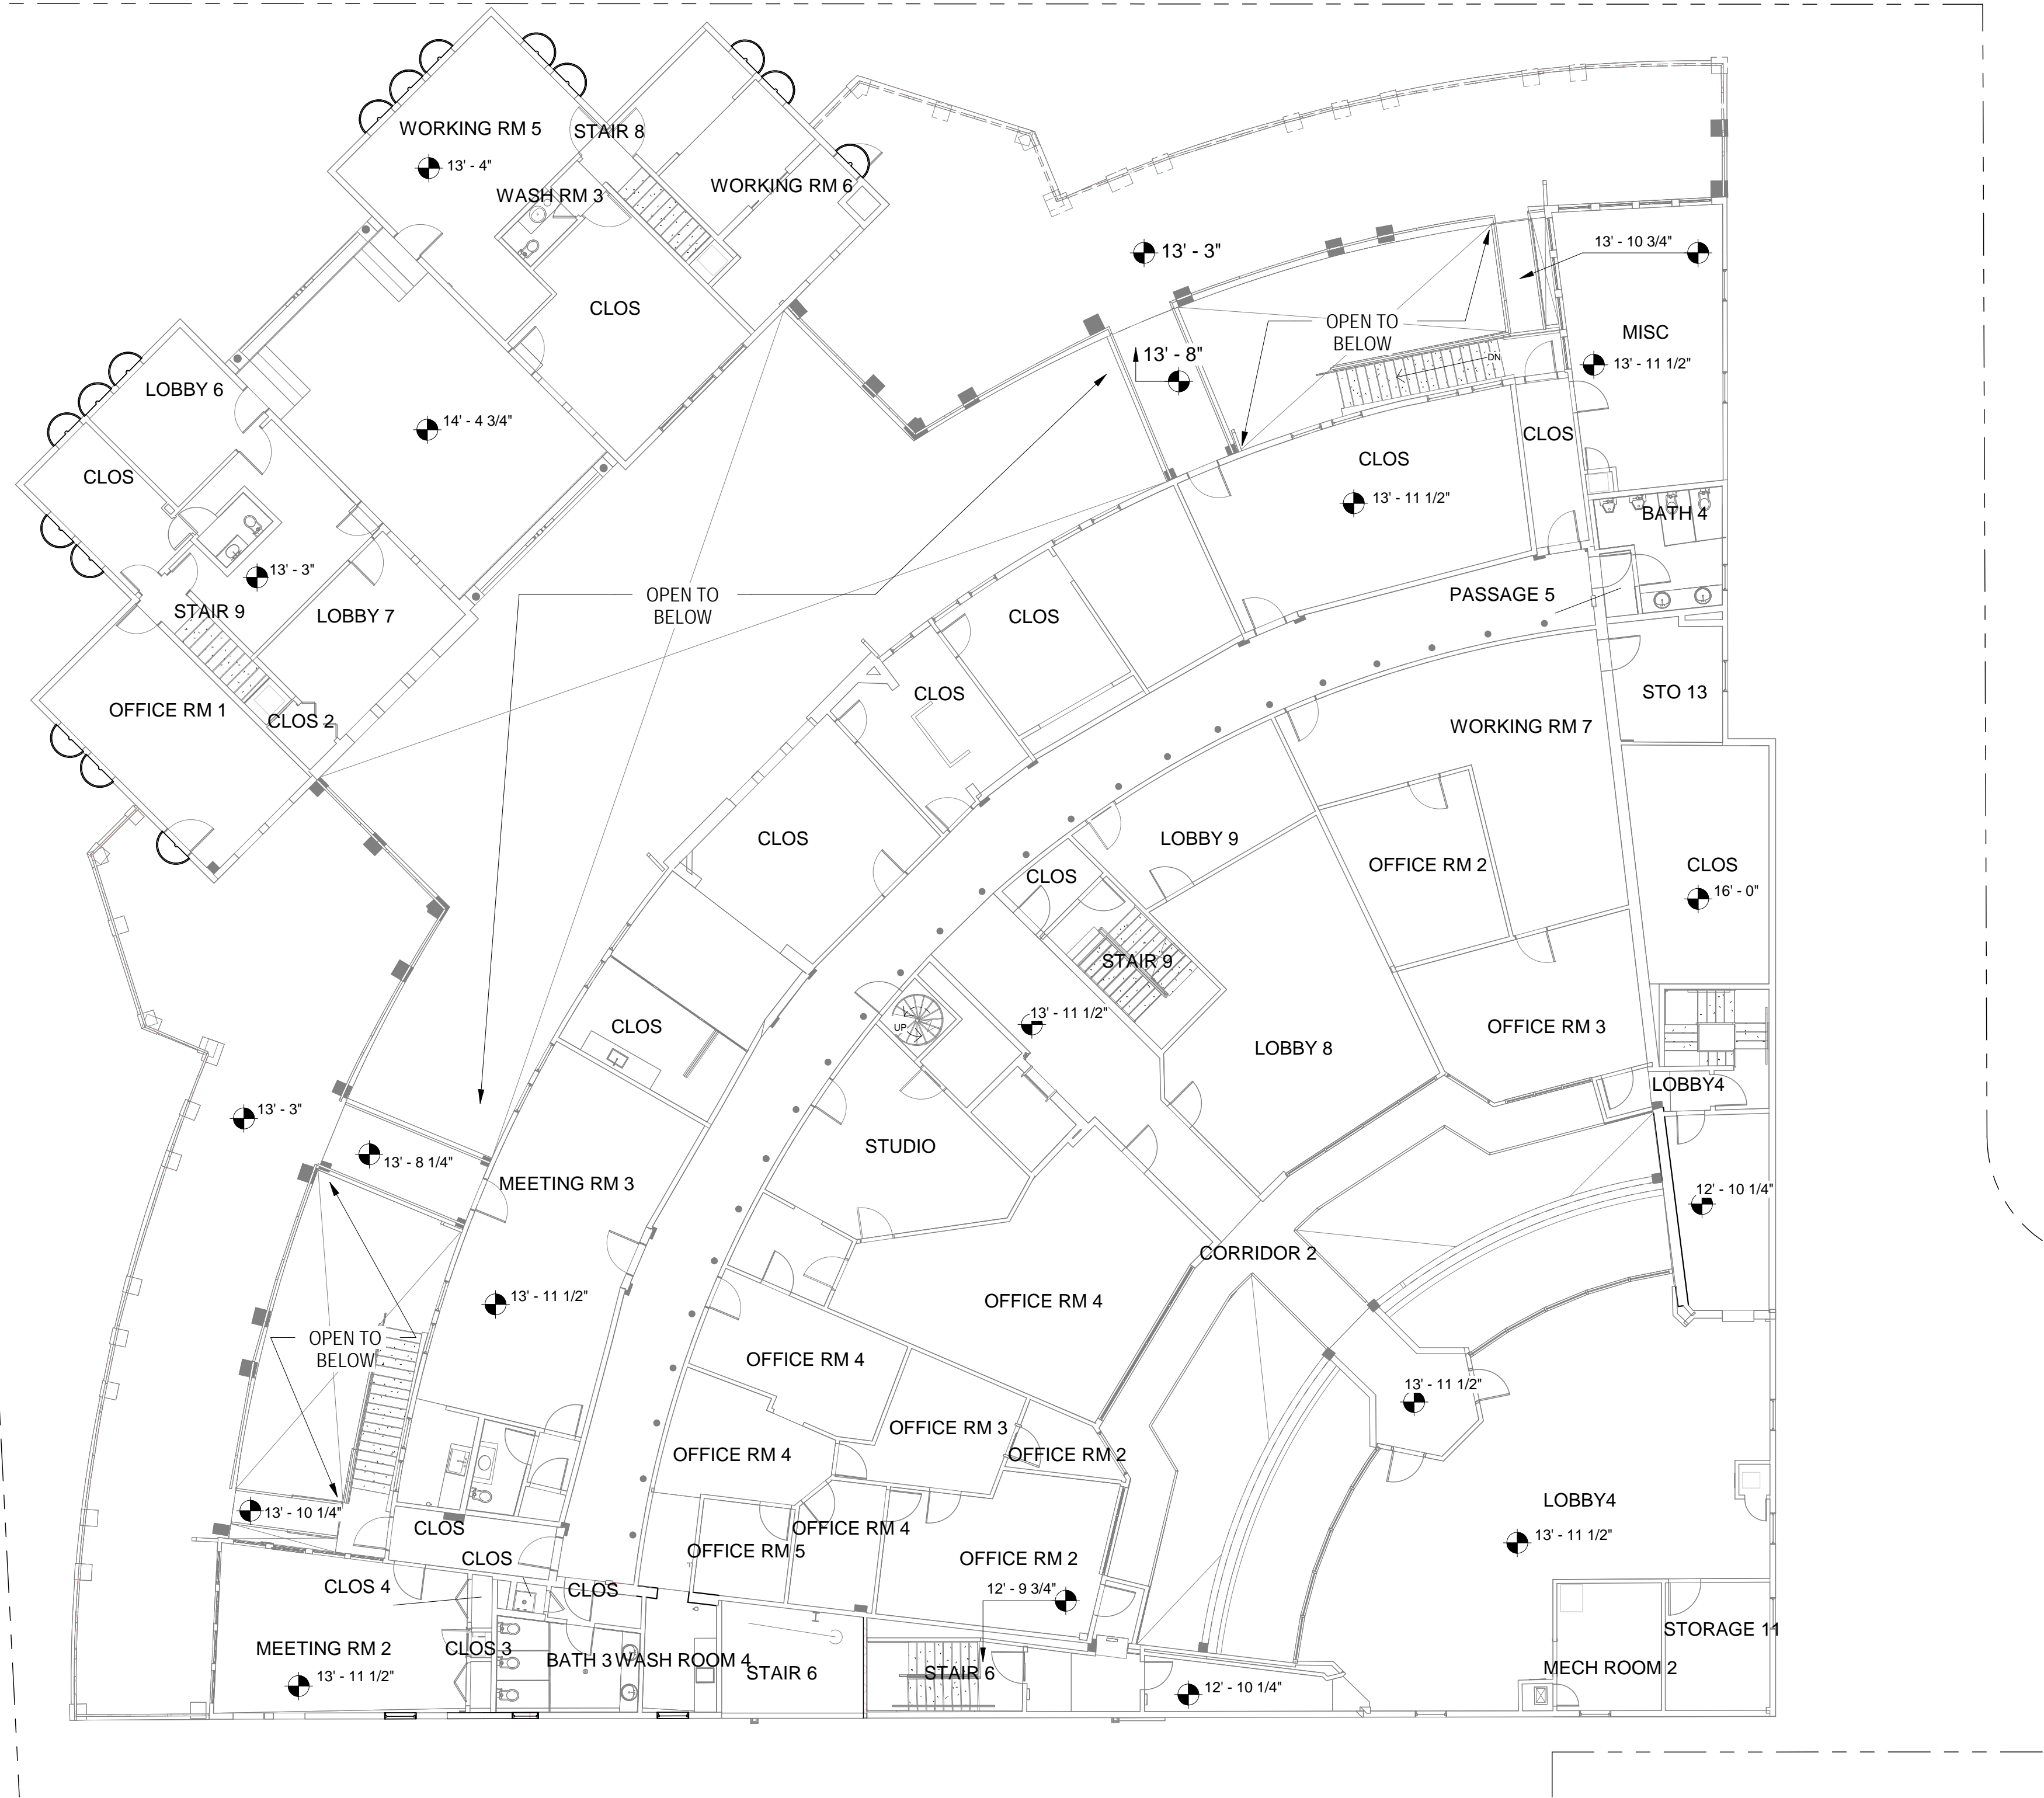 WORKING RM 5
STAIR 8
13' - 4"
WASH RM 3
WORKING RM 6
13' - 3"
13' - 10 3/4"
CLOS
OPEN TO
BELOW
MISC
13' - 8"
DN
13' - 11 1/2"
LOBBY 6
14' - 4 3/4"
CLOS
CLOS
CLOS
13' - 11 1/2"
BATH 4
13' - 3"
OPEN TO
BELOW
PASSAGE 5
STAIR 9
LOBBY 7
CLOS
CLOS
STO 13
OFFICE RM 1
CLOS 2
WORKING RM 7
CLOS
LOBBY 9
OFFICE RM 2
CLOS
16' - 0"
CLOS
STAIR 9
13' - 11 1/2"
UP
CLOS
OFFICE RM 3
LOBBY 8
LOBBY4
13' - 3"
STUDIO
13' - 8 1/4"
MEETING RM 3
12' - 10 1/4"
CORRIDOR 2
13' - 11 1/2"
OFFICE RM 4
OPEN TO
BELOW
OFFICE RM 4
13' - 11 1/2"
OFFICE RM 3
OFFICE RM 4
OFFICE RM 2
LOBBY4
13' - 10 1/4"
CLOS
OFFICE RM 4
13' - 11 1/2"
OFFICE RM 5
CLOS
OFFICE RM 2
CLOS 4
CLOS
12' - 9 3/4"
STORAGE 11
MEETING RM 2
CLOS 3
BATH 3
WASH ROOM 4
STAIR 6
STAIR 6
MECH ROOM 2
13' - 11 1/2"
12' - 10 1/4"